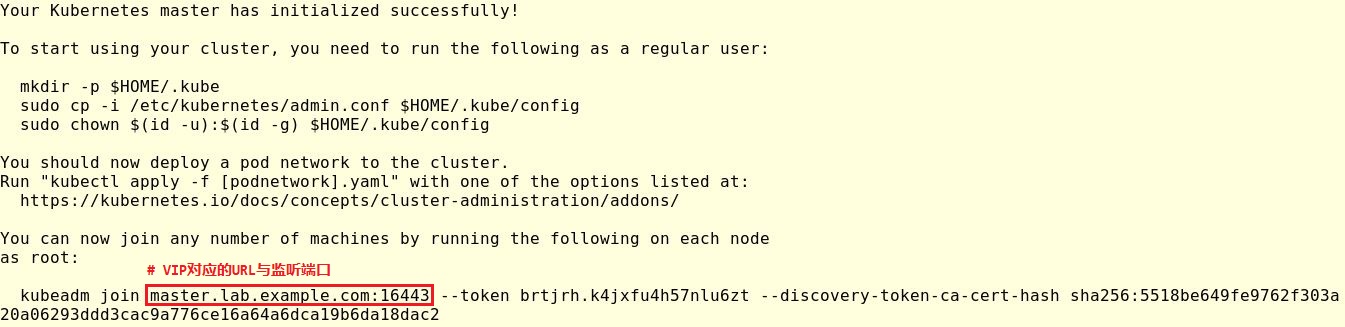 Your Kubernetes master has initialized successfully!
To start using your cluster, you need to run the following as a regular user:
mkdir -p $HOME/.kube
sudo cp -i /etc/kubernetes/admin.conf $HOME/.kube/config
sudo chown $(id -u):$(id -g) $HOME/.kube/config
You should now deploy a pod network to the cluster.
Run "kubectl apply -f [podnetwork].yaml" with one of the options listed at:
https://kubernetes.io/docs/concepts/cluster-administration/addons/
You can now join any number of machines by running the following on each node
as root:
# VIP对应的URL与监听端口
kubeadm join master.lab.example.com:16443 --token brtjrh.k4jxfu4h57nlu6zt --discovery-token-ca-cert-hash sha256:5518be649fe9762f303a
20a06293ddd3cac9a776ce16a64a6dca19b6da18dac2